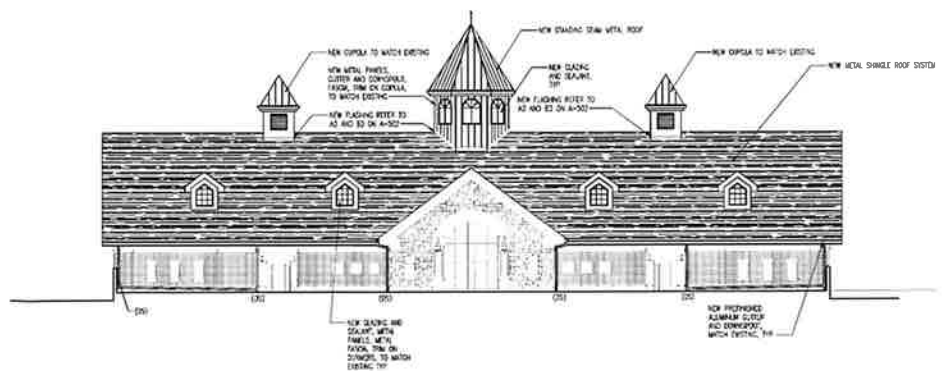 NEW CUPOLA TO MATCH EXISTING
NEW METAL PANELS,
GUTTER AND DOWNSPOUT,
FASCIA, TRIM ON CUPOLA,
TO MATCH EXISTING
NEW FLASHING REFER TO
A3 AND B3 ON A-502
NEW STANDING SEAM METAL ROOF
NEW GLAZING
AND SEALANT,
TYP
NEW FLASHING REFER TO
A3 AND B3 ON A-502
NEW CUPOLA TO MATCH EXISTING
NEW METAL SHINGLE ROOF SYSTEM
NEW GLAZING AND
SEALANT, METAL
PANELS, METAL
FASCIA, TRIM ON
DORMERS, TO MATCH
EXISTING TYP
NEW PREFINISHED
ALUMINUM GUTTER
AND DOWNSPOUT,
MATCH EXISTING, TYP